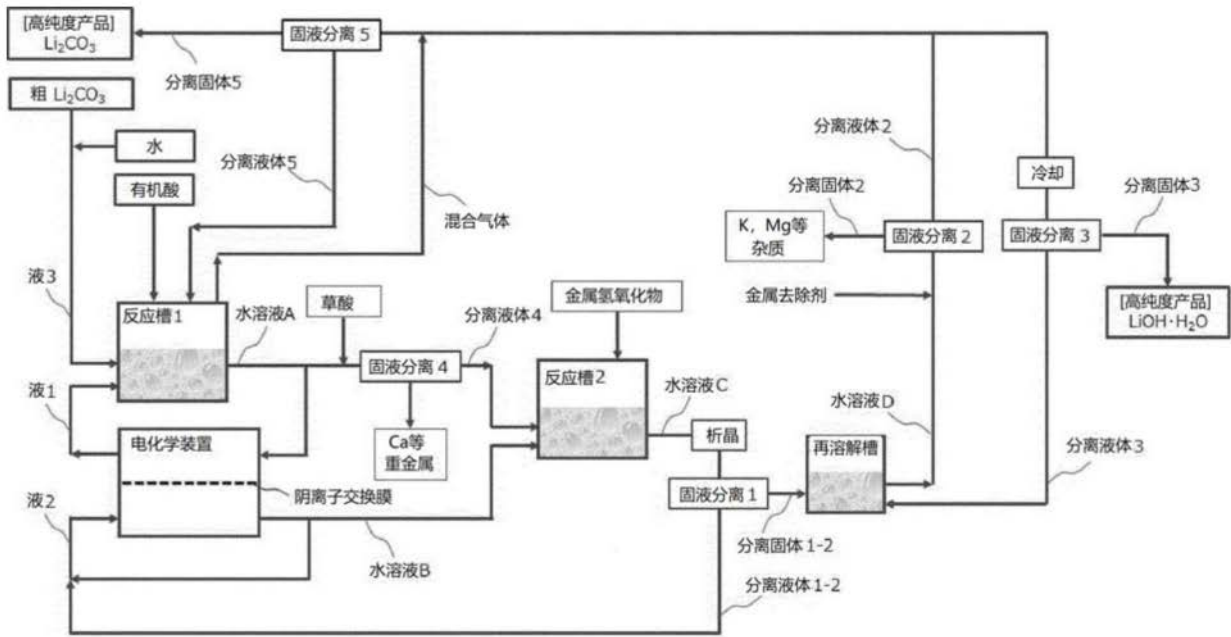 [高纯度产品]
Li₂CO₃
固液分离5
分离固体5
粗 Li₂CO₃
水
有机酸
分离液体5
混合气体
分离液体2
冷却
分离固体2
分离固体3
K, Mg等
杂质
固液分离2
固液分离3
金属去除剂
[高纯度产品]
LiOH·H₂O
液3
反应槽1
水溶液A
草酸
分离液体4
金属氢氧化物
固液分离4
反应槽2
水溶液C
水溶液D
液1
Ca等
重金属
析晶
再溶解槽
分离液体3
电化学装置
阴离子交换膜
固液分离1
液2
分离固体1-2
水溶液B
分离液体1-2